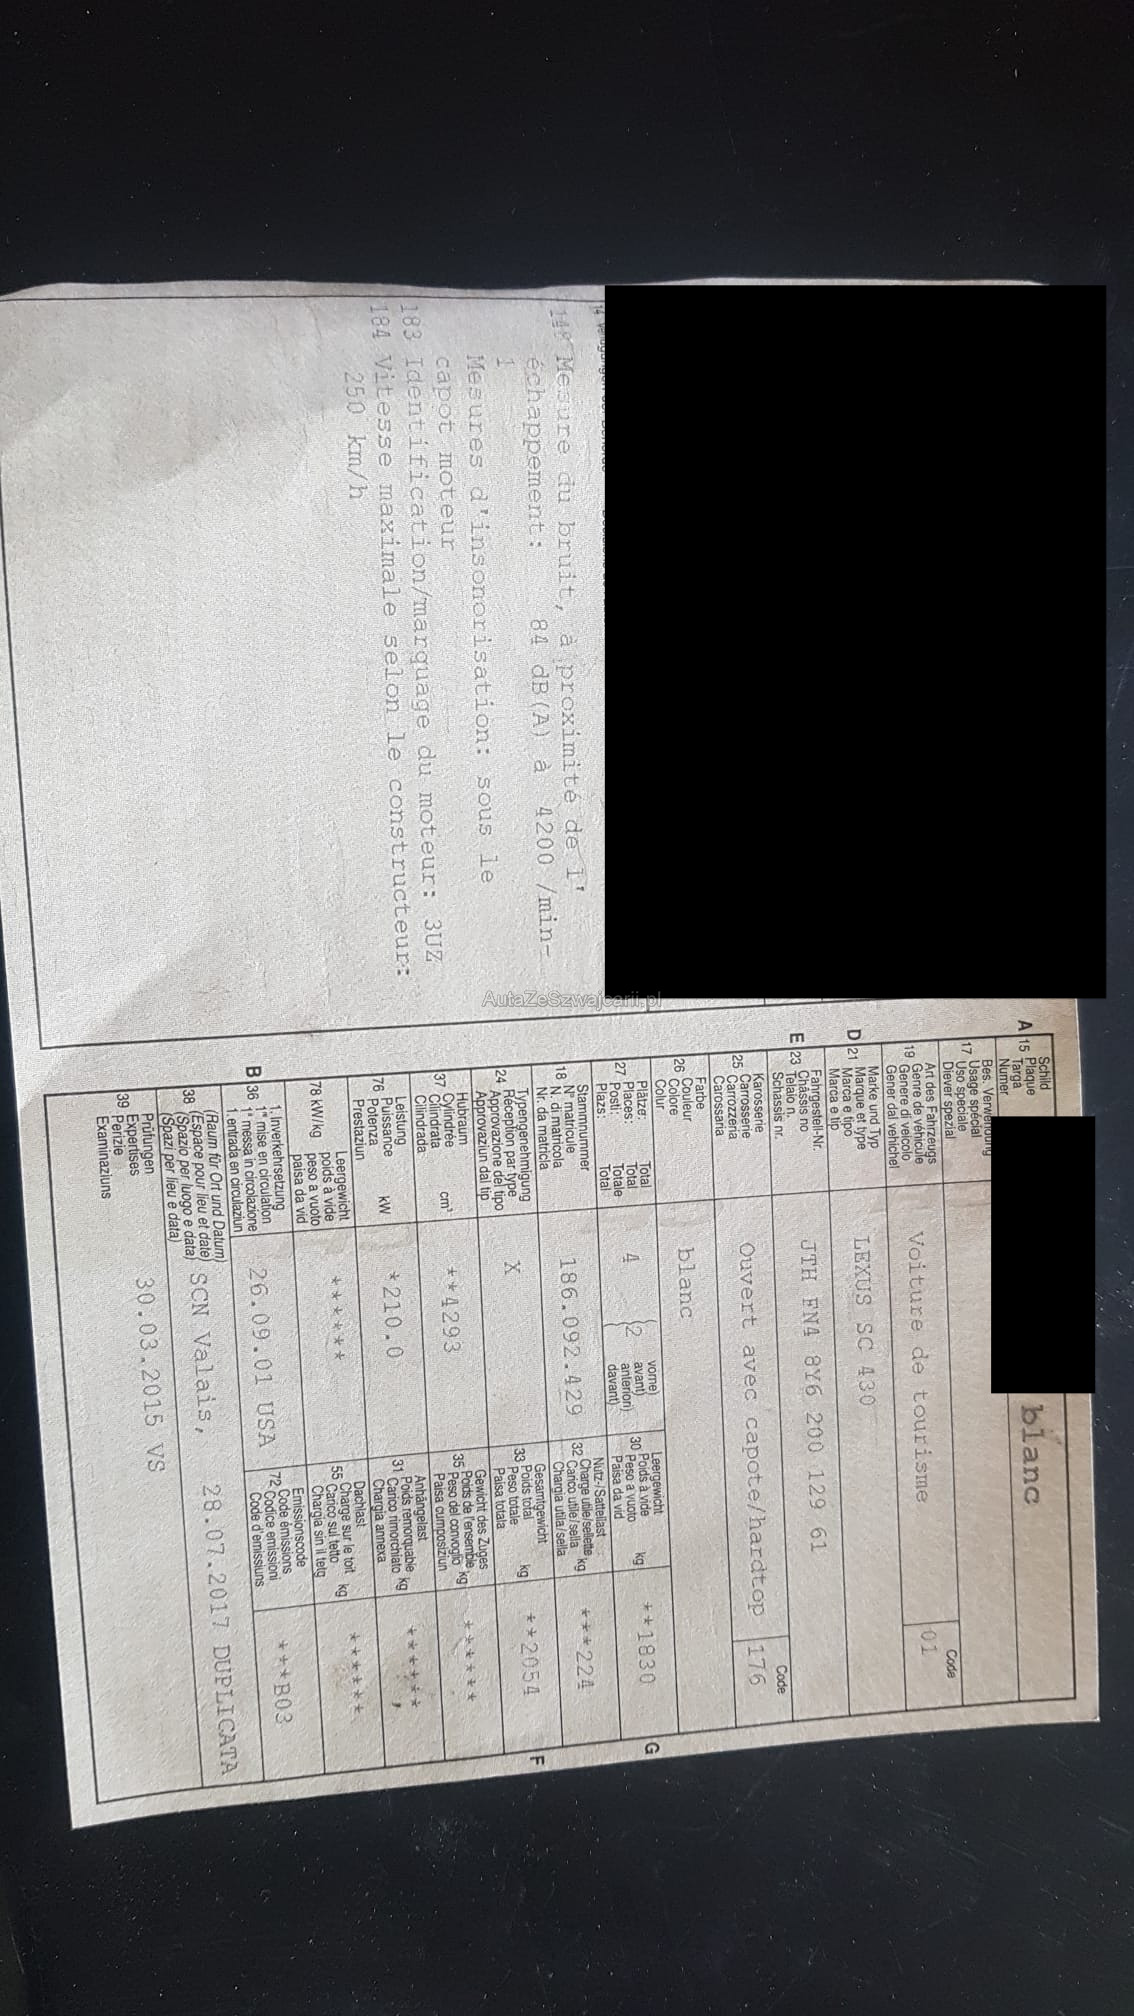 14 Verfügungen der Behörde
148 Mesure du bruit, à proximité de l'
échappement: 84 dB(A) à 4200 /min-
1
Mesures d'insonorisation: sous le
capot moteur
183 Identification/marquage du moteur: 3UZ
184 Vitesse maximale selon le constructeur:
250 km/h
AutaZeSzwajcarii.pl
Schild
A 15 Plaque
Targa
Numer
blanc
Bes. Verwendung
17 Usage spécial
Uso speciale
Diever spezial
Art des Fahrzeugs
19 Genre de véhicule
Genere di veicolo
Gener dal vehichel
Voiture de tourisme
Code
01
Marke und Typ
D 21 Marque et type
Marca e tipo
Marca e tip
LEXUS SC 430
Fahrgestell-Nr.
E 23 Châssis no
Telaio n.
Schassis nr.
JTH FN4 8Y6 200 129 61
Karosserie
25 Carrosserie
Carrozzeria
Carossaria
Ouvert avec capote/hardtop
Code
176
Farbe
26 Couleur
Colore
Colur
blanc
Plätze: Total
27 Places: Total
Posti: Totale
Plazs: Total
4
(2
vorne)
avant)
anteriori)
davant)
Leergewicht
30 Poids à vide
Peso a vuoto kg
Paisa da vid
**1830
G
Stammnummer
18 N° matricule
N. di matricola
Nr. da matricla
186.092.429
Nutz-/Sattellast
32 Charge utile/sellette kg
Carico utile/sella
Chargia utila/sella
***224
Typengenehmigung
24 Réception par type
Approvazione del tipo
Approvaziun dal tip
X
Gesamtgewicht
33 Poids total
Peso totale kg
Paisa totala
**2054
F
Hubraum
37 Cylindrée cm³
Cilindrata
Cilindrada
**4293
Gewicht des Zuges
35 Poids de l'ensemble kg
Peso del convoglio
Paisa cumposiziun
******
Leistung
76 Puissance kW
Potenza
Prestaziun
*210.0
Anhängelast
31 Poids remorquable kg
Carico rimorchiato
Chargia annexa
******
Leergewicht
78 kW/kg poids à vide
peso a vuoto
paisa da vid
******
Dachlast
55 Charge sur le toit kg
Carico sul tetto
Chargia sin il tetg
******
1. Inverkehrsetzung
B 36 1re mise en circulation
1a messa in circolazione
1. entrada en circulaziun
26.09.01 USA
Emissionscode
72 Code émissions
Codice emissioni
Code d'emissiuns
***B03
(Raum für Ort und Datum)
38 (Espace pour lieu et date)
(Spazio per luogo e data)
(Spazi per lieu e data)
SCN Valais, 28.07.2017 DUPLICATA
Prüfungen
39 Expertises
Perizie
Examinaziuns
30.03.2015 VS